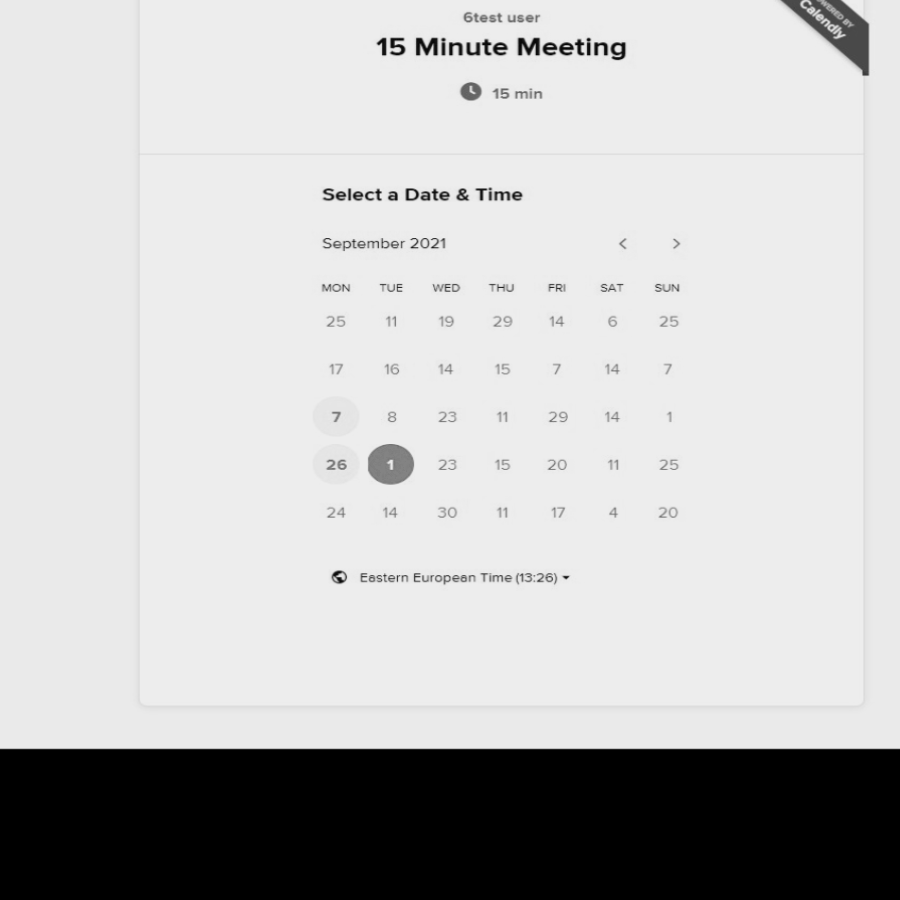 6test user
POWERED BY
Calendly
15 Minute Meeting
15 min
Select a Date & Time
September 2021
MON TUE WED THU FRI SAT SUN
25 11 19 29 14 6 25
17 16 14 15 7 14 7
7 8 23 11 29 14 1
26 1 23 15 20 11 25
24 14 30 11 17 4 20
Eastern European Time (13:26)